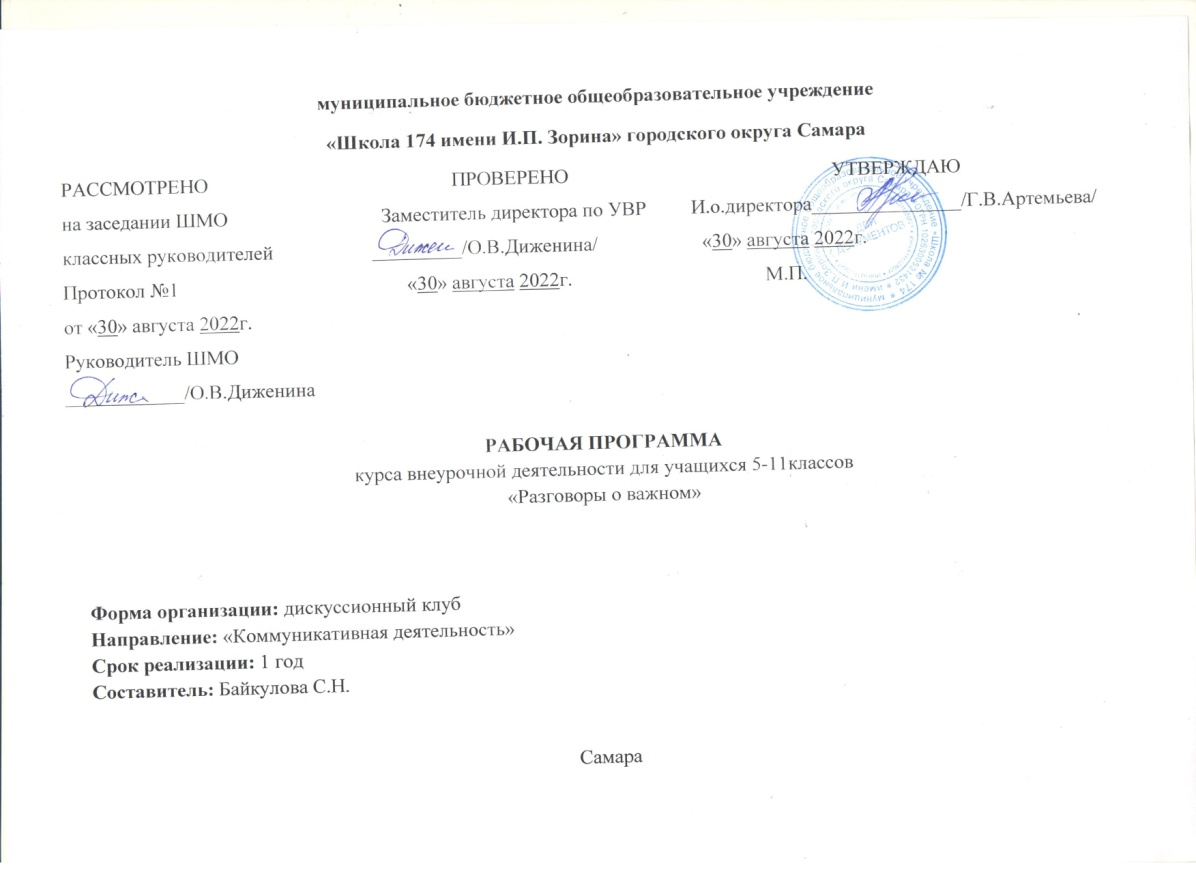 муниципальное бюджетное общеобразовательное учреждение
«Школа 174 имени И.П. Зорина» городского округа Самара
РАССМОТРЕНО
на заседании ШМО
классных руководителей
Протокол №1
от «30» августа 2022г.
Руководитель ШМО
____________/О.В.Диженина
ПРОВЕРЕНО
Заместитель директора по УВР
_________/О.В.Диженина/
«30» августа 2022г.
УТВЕРЖДАЮ
И.о.директора_______________/Г.В.Артемьева/
«30» августа 2022г.
М.П.
РАБОЧАЯ ПРОГРАММА
курса внеурочной деятельности для учащихся 5-11классов
«Разговоры о важном»
Форма организации: дискуссионный клуб
Направление: «Коммуникативная деятельность»
Срок реализации: 1 год
Составитель: Байкулова С.Н.
Самара